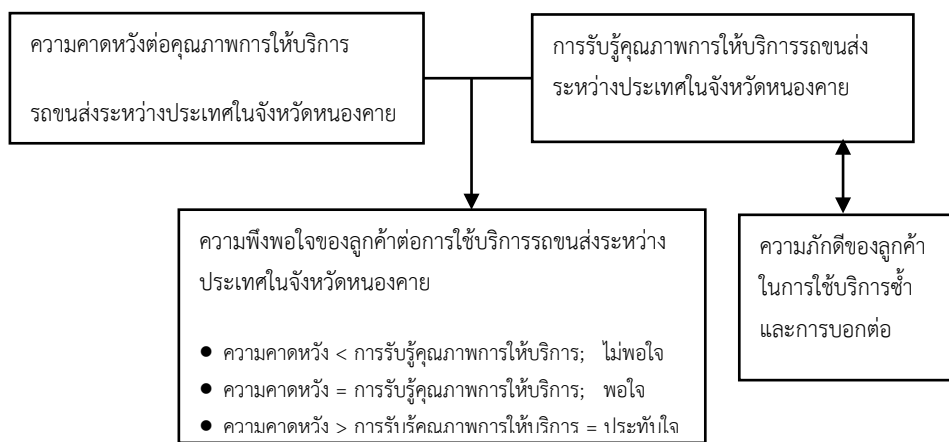 ความคาดหวังต่อคุณภาพการให้บริการ
รถขนส่งระหว่างประเทศในจังหวัดหนองคาย
การรับรู้คุณภาพการให้บริการรถขนส่ง
ระหว่างประเทศในจังหวัดหนองคาย
ความพึงพอใจของลูกค้าต่อการใช้บริการรถขนส่งระหว่าง
ประเทศในจังหวัดหนองคาย
● ความคาดหวัง < การรับรู้คุณภาพการให้บริการ; ไม่พอใจ
● ความคาดหวัง = การรับรู้คุณภาพการให้บริการ; พอใจ
● ความคาดหวัง > การรับรู้คุณภาพการให้บริการ = ประทับใจ
ความภักดีของลูกค้า
ในการใช้บริการซ้ำ
และการบอกต่อ